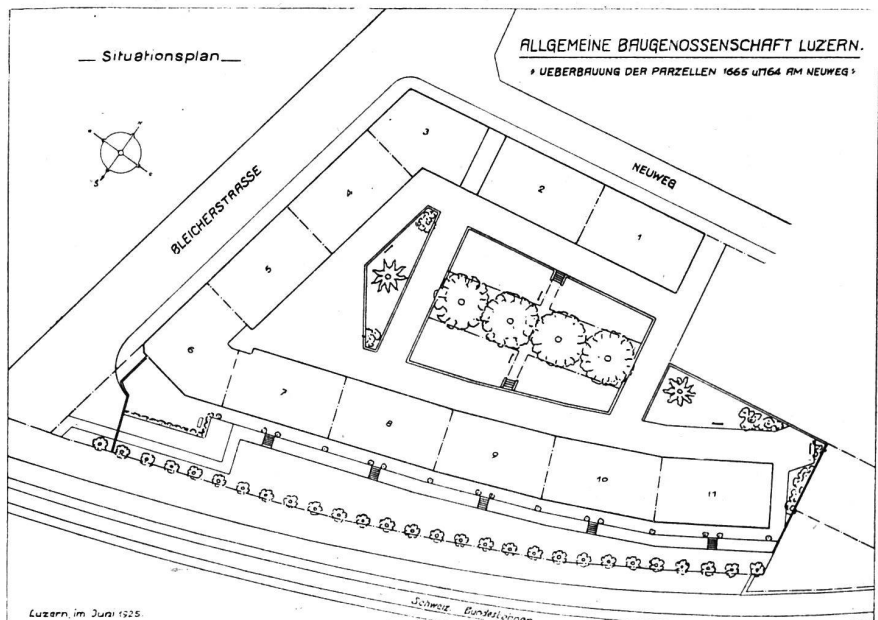 Situationsplan
ALLGEMEINE BAUGENOSSENSCHAFT LUZERN.
UEBERBAUUNG DER PARZELLEN 1665 u 1164 AM NEUWEG
NEUWEG
BLEICHERSTRASSE
3
2
1
4
5
6
7
8
9
10
11
S
Schweiz. Bundesbahnen
Luzern, im Juni 1925.